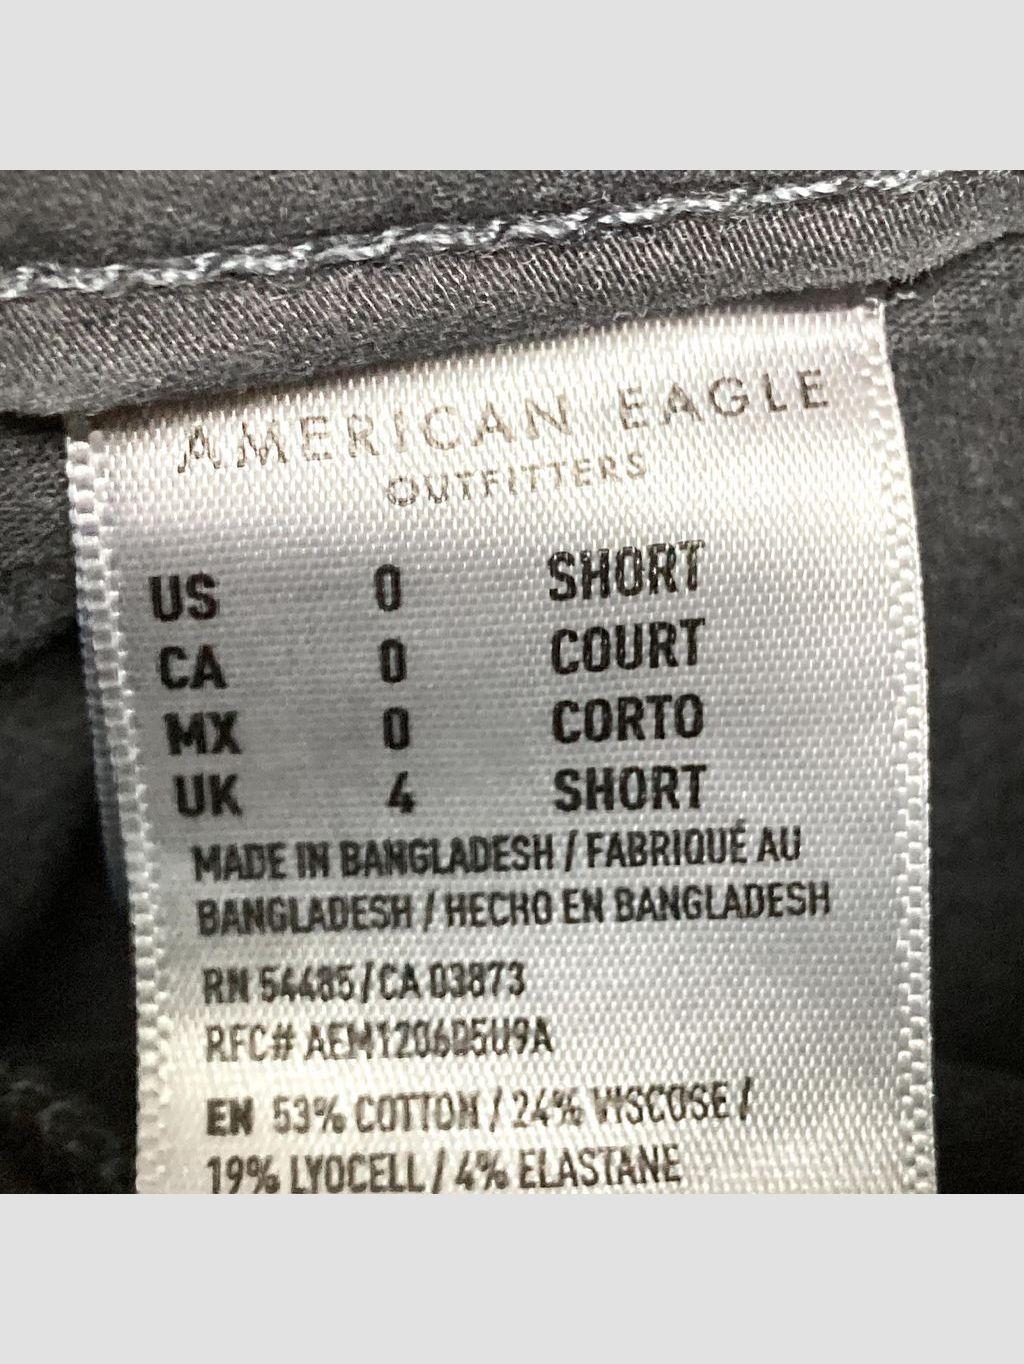 AMERICAN EAGLE
OUTFITTERS
US 0 SHORT
CA 0 COURT
MX 0 CORTO
UK 4 SHORT
MADE IN BANGLADESH / FABRIQUÉ AU
BANGLADESH / HECHO EN BANGLADESH
RN 54485 / CA 03873
RFC# AEM1206D5U9A
EN 53% COTTON / 24% VISCOSE /
19% LYOCELL / 4% ELASTANE